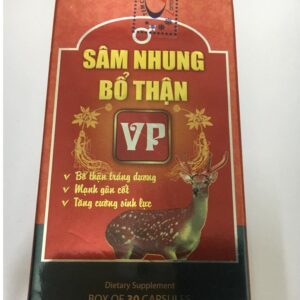 SÂM NHUNG
BỔ THẬN
VP
Bổ thận tráng dương
Mạnh gân cốt
Tăng cường sinh lực
Dietary Supplement
BOX OF 30 CAPSULES